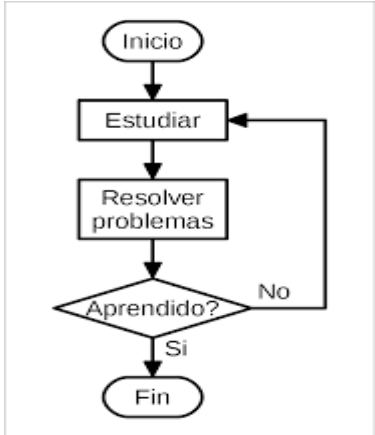 Inicio
Estudiar
Resolver
problemas
Aprendido?
No
Si
Fin